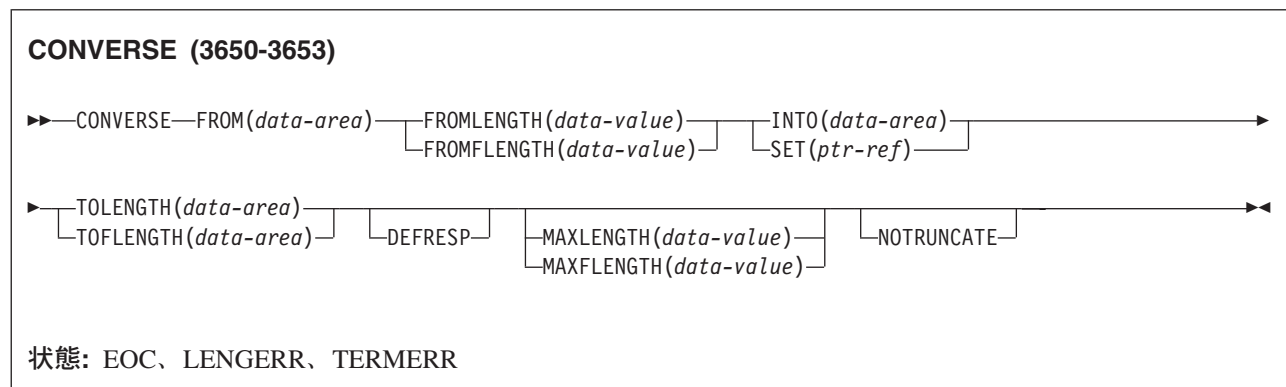 CONVERSE (3650-3653)
CONVERSE FROM(data-area) FROMLENGTH(data-value) INTO(data-area)
FROMFLENGTH(data-value) SET(ptr-ref)
TOLENGTH(data-area)
TOFLENGTH(data-area) DEFRESP MAXLENGTH(data-value) NOTRUNCATE
MAXFLENGTH(data-value)
状態: EOC、LENGERR、TERMERR